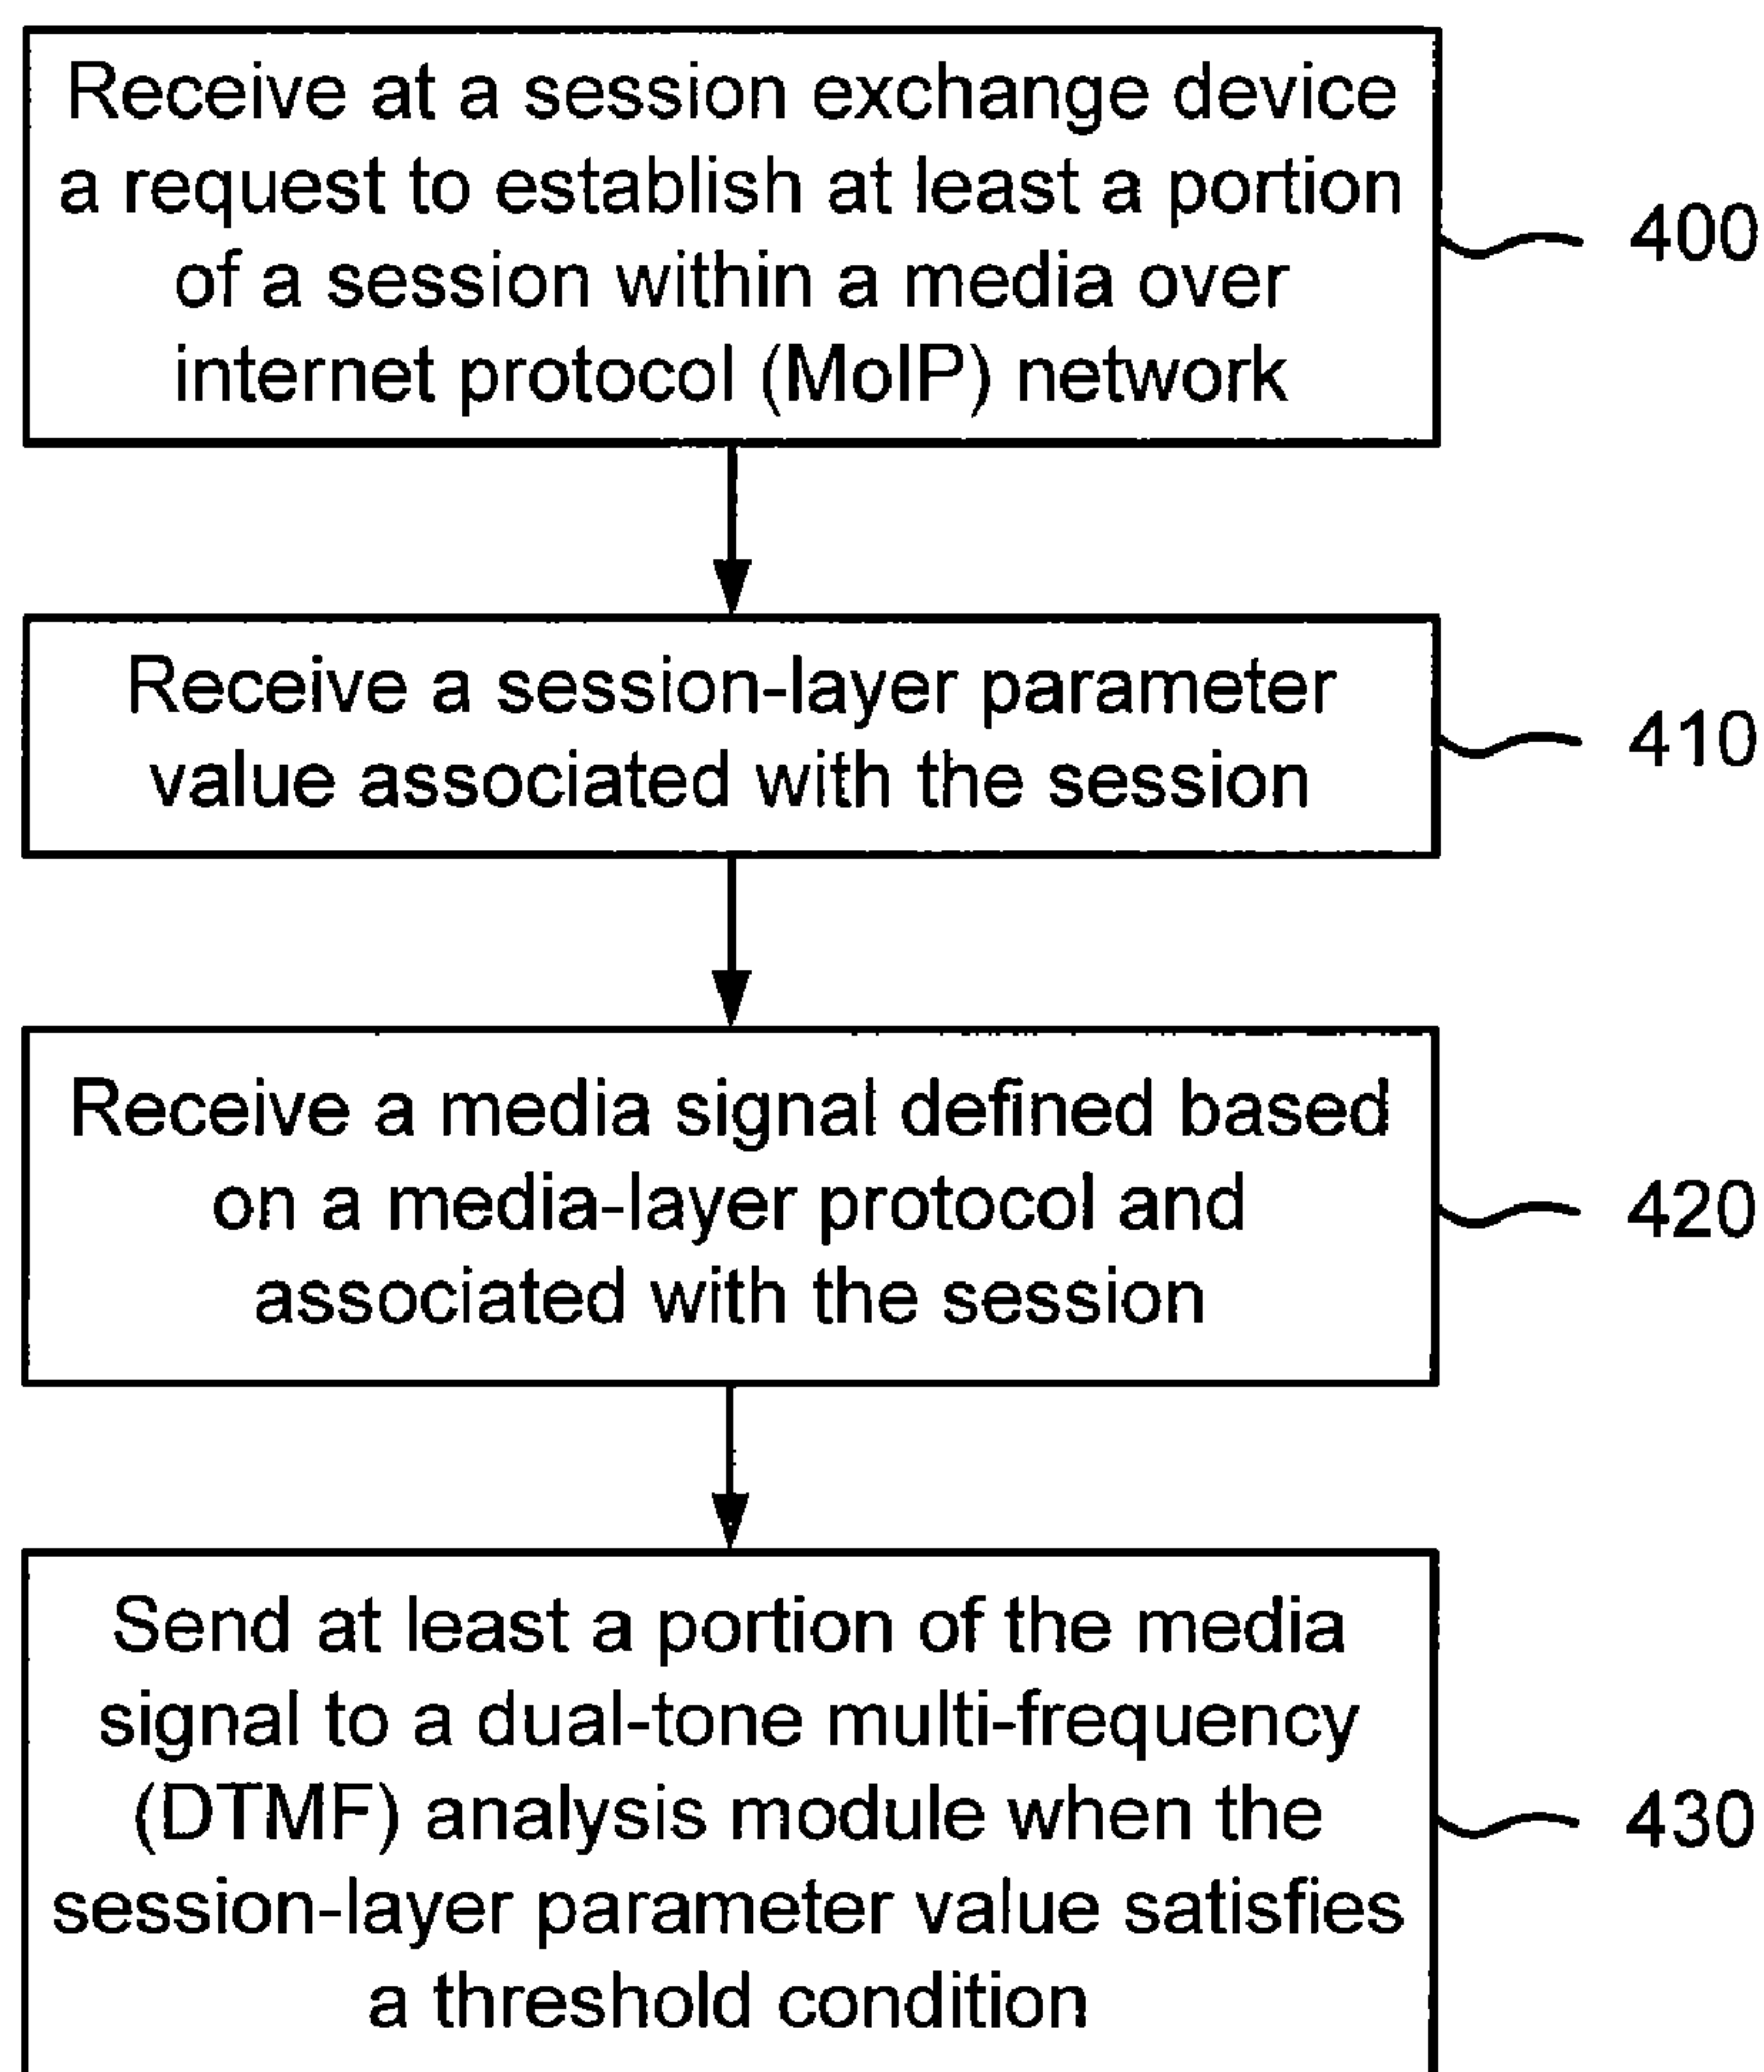 Receive at a session exchange device
a request to establish at least a portion
of a session within a media over
internet protocol (MoIP) network
400
Receive a session-layer parameter
value associated with the session
410
Receive a media signal defined based
on a media-layer protocol and
associated with the session
420
Send at least a portion of the media
signal to a dual-tone multi-frequency
(DTMF) analysis module when the
session-layer parameter value satisfies
a threshold condition
430